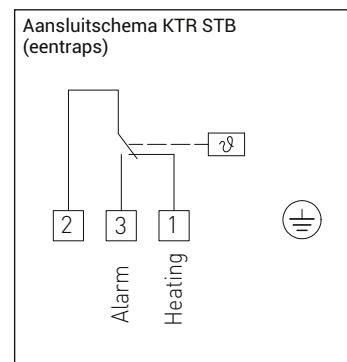 Aansluitschema KTR STB
(eentraps)
ϑ
2
3
1
Alarm
Heating